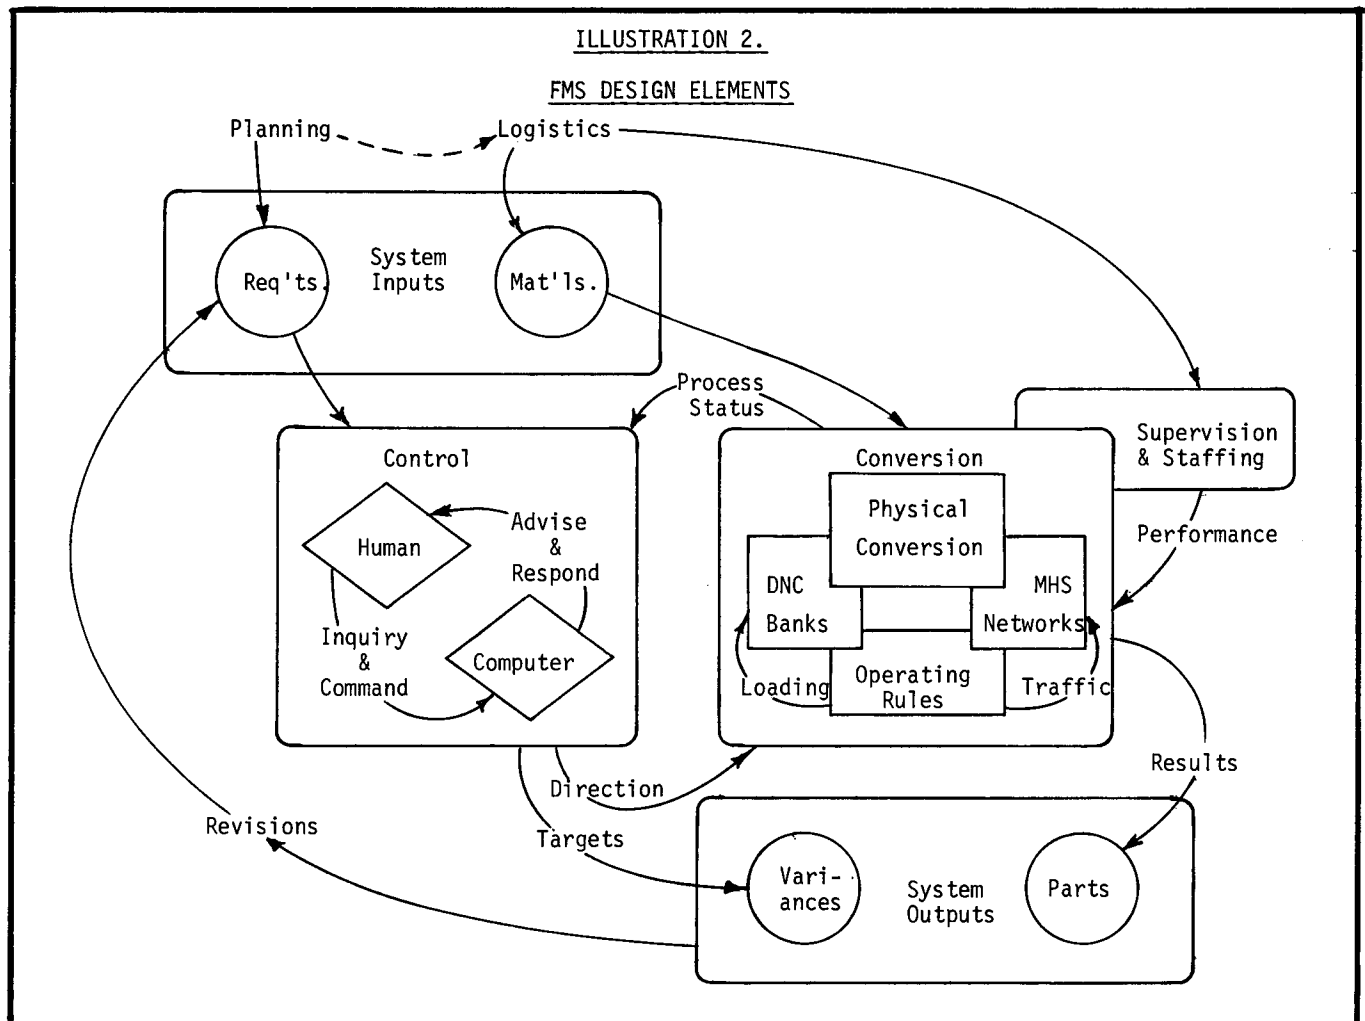 ILLUSTRATION 2.
FMS DESIGN ELEMENTS
Planning
Logistics
System
Inputs
Req'ts.
Mat'ls.
Process
Status
Supervision
& Staffing
Control
Conversion
Human
Advise
&
Respond
Physical
Conversion
Performance
DNC
Banks
MHS
Networks
Inquiry
&
Command
Computer
Loading
Operating
Rules
Traffic
Direction
Results
Revisions
Targets
Vari-
ances
System
Outputs
Parts